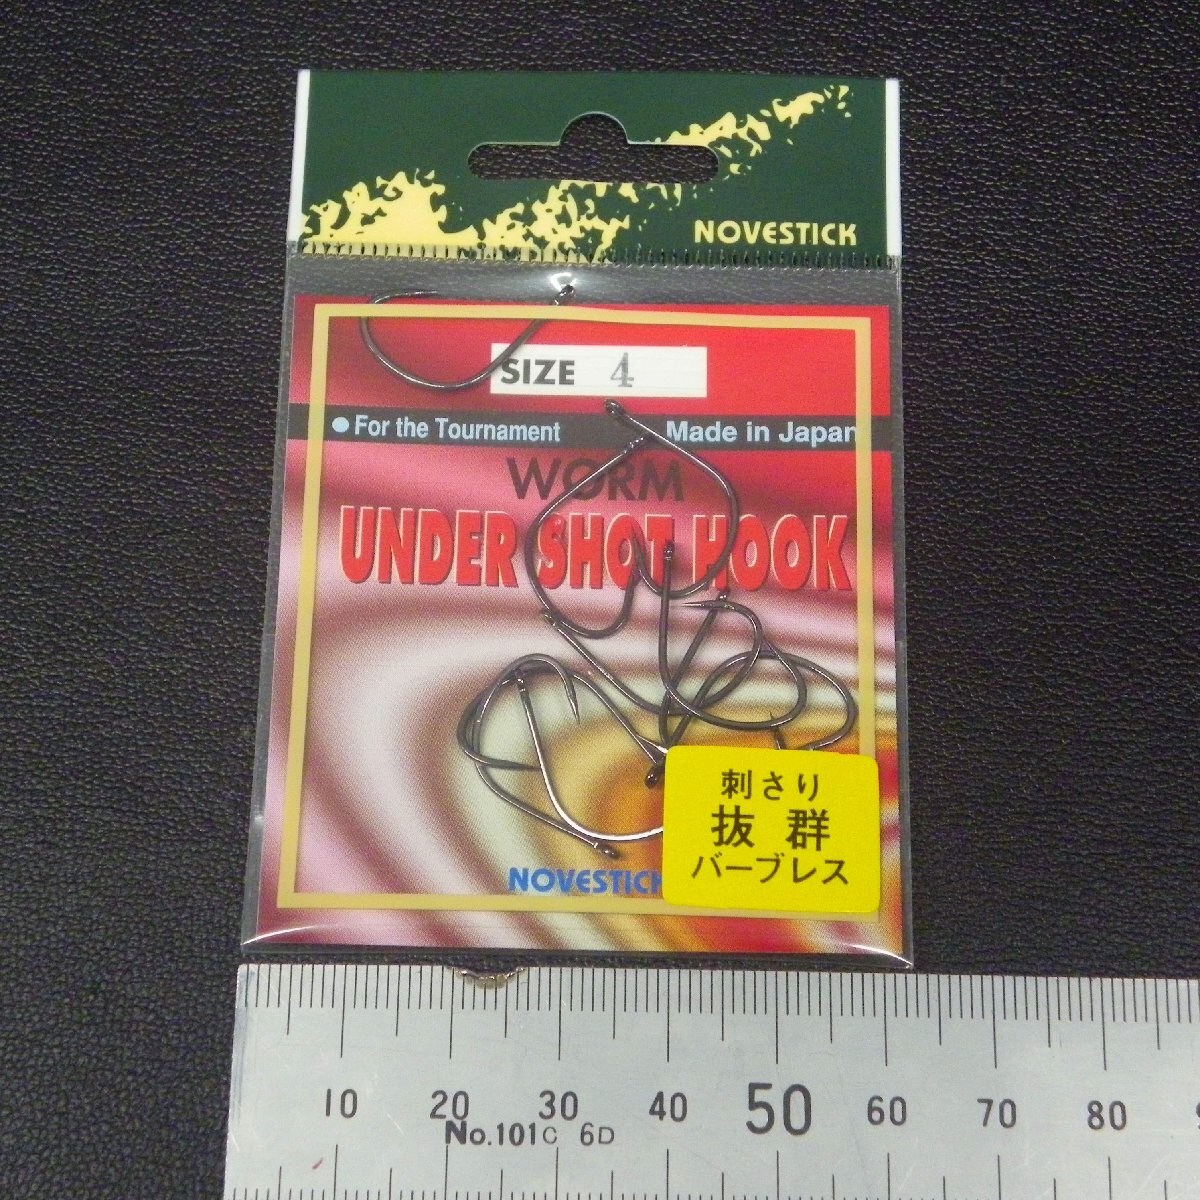 NOVESTICK
SIZE 4
For the Tournament
Made in Japan
WORM
UNDER SHOT HOOK
刺さり
抜群
バーブレス
NOVESTICK
10 20 30 40 50 60 70 80
No.101C 6D